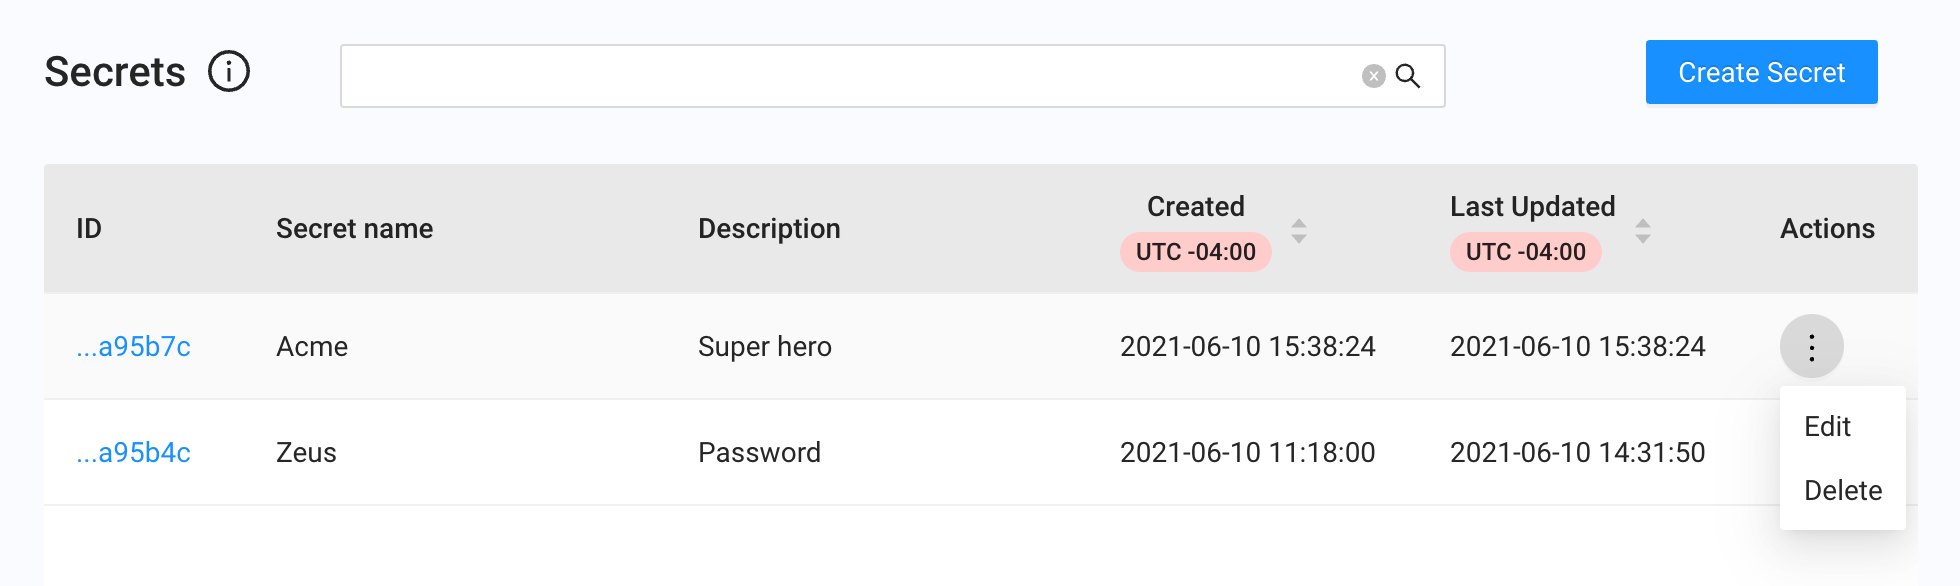 Secrets
Create Secret
ID Secret name Description Created UTC -04:00 Last Updated UTC -04:00 Actions
...a95b7c Acme Super hero 2021-06-10 15:38:24 2021-06-10 15:38:24
Edit
...a95b4c Zeus Password 2021-06-10 11:18:00 2021-06-10 14:31:50
Delete